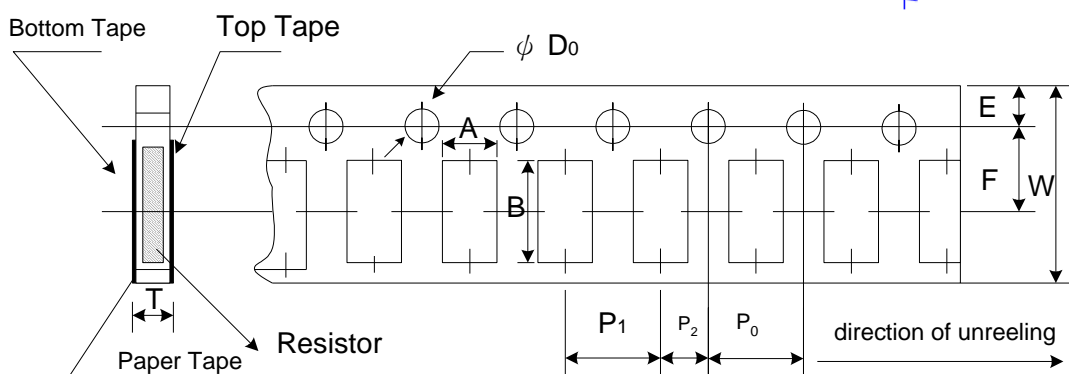 Bottom Tape
Top Tape
ψ D0
A
B
E
F
W
T
P1
P2
P0
Resistor
Paper Tape
direction of unreeling